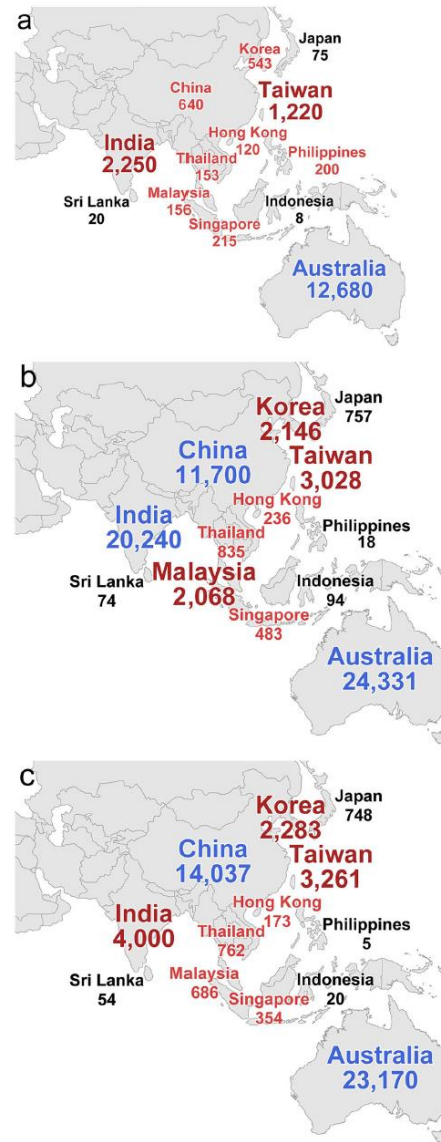 a
Japan
75
Korea
543
China
640
Taiwan
1,220
Hong Kong
120
India
2,250
Thailand
153
Philippines
200
Malaysia
156
Sri Lanka
20
Indonesia
8
Singapore
215
Australia
12,680
b
Japan
757
Korea
2,146
China
11,700
Taiwan
3,028
Hong Kong
236
India
20,240
Thailand
835
Philippines
18
Malaysia
2,068
Sri Lanka
74
Indonesia
94
Singapore
483
Australia
24,331
c
Japan
748
Korea
2,283
China
14,037
Taiwan
3,261
Hong Kong
173
India
4,000
Thailand
762
Philippines
5
Malaysia
686
Sri Lanka
54
Indonesia
20
Singapore
354
Australia
23,170